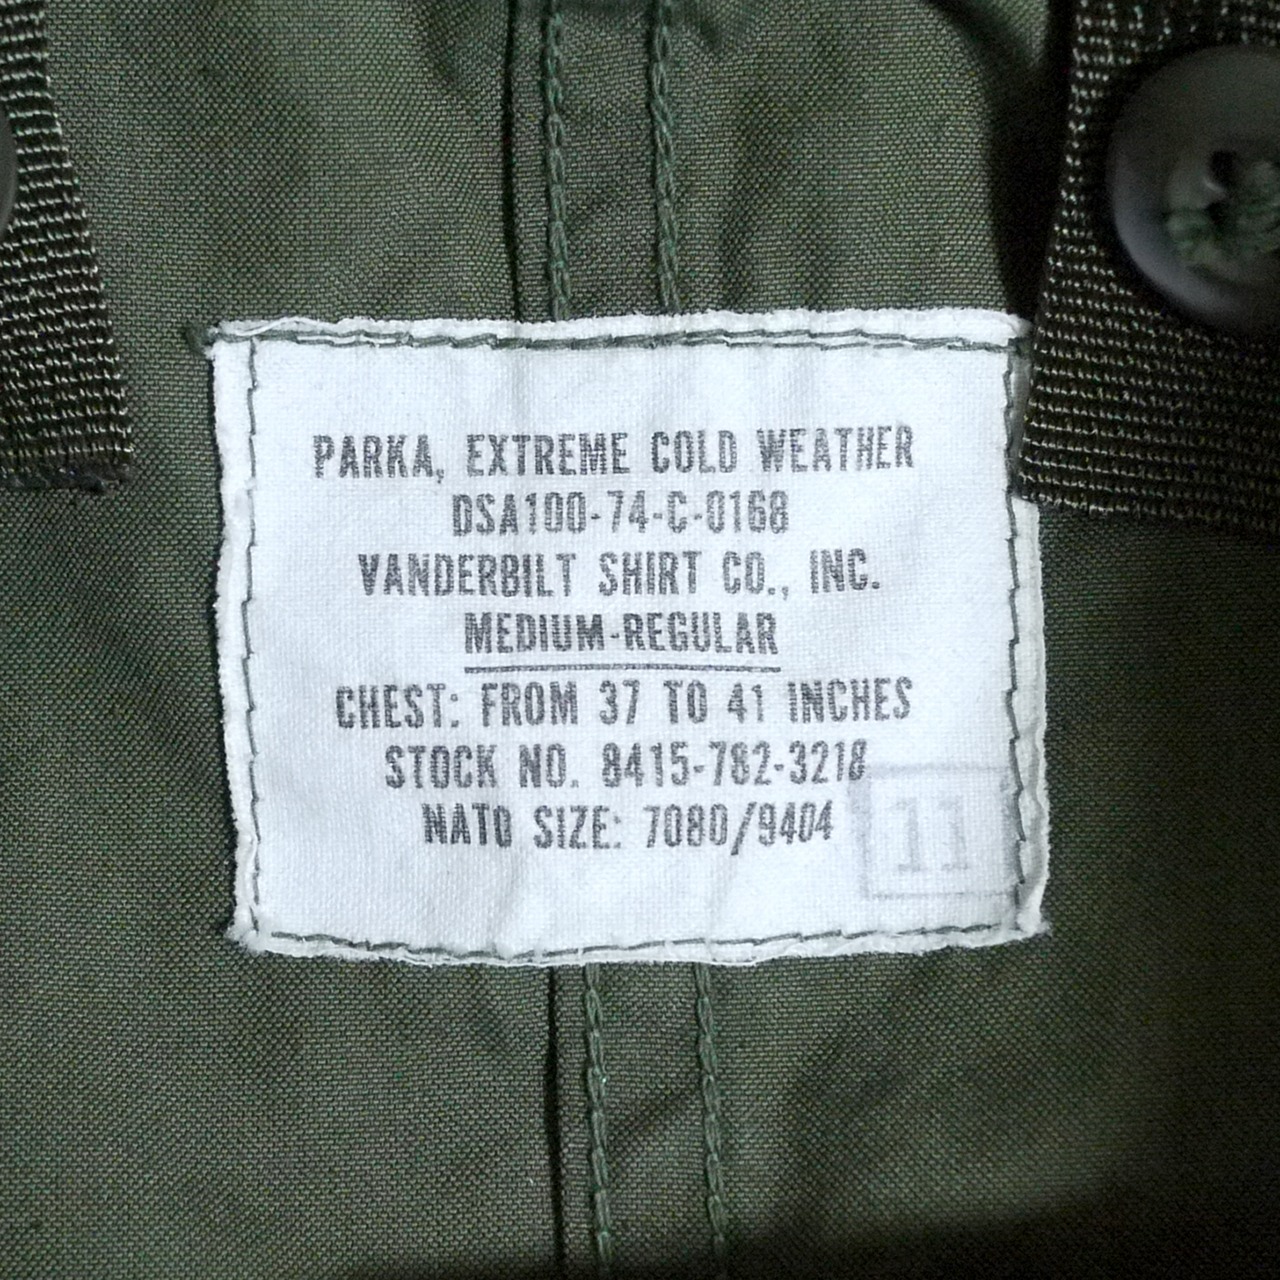 PARKA, EXTREME COLD WEATHER
DSA100-74-C-0168
VANDERBILT SHIRT CO., INC.
MEDIUM-REGULAR
CHEST: FROM 37 TO 41 INCHES
STOCK NO. 8415-782-3218
NATO SIZE: 7080/9404
11